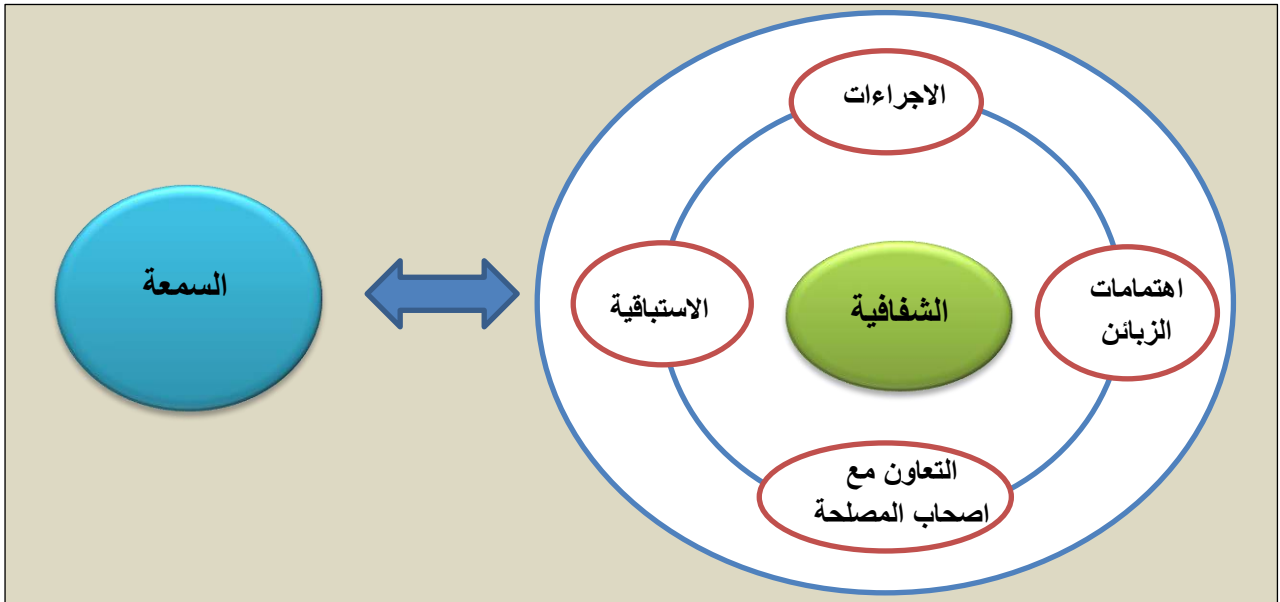 الاجراءات
اهتمامات
الزبائن
الشفافية
الاستباقية
السمعة
التعاون مع
اصحاب المصلحة